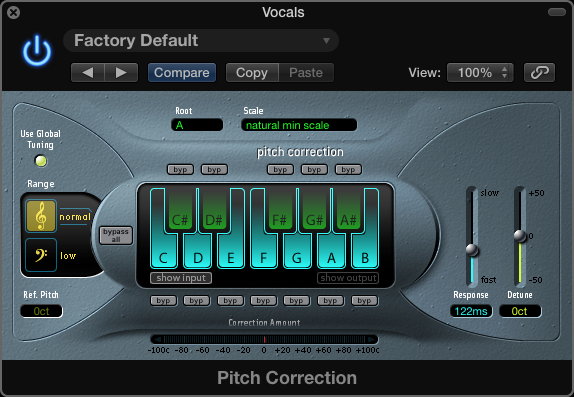 Vocals
Factory Default
Compare Copy Paste View: 100%
Root Scale
A natural min scale
Use Global
Tuning
pitch correction
byp byp byp byp byp
Range
normal
low
bypass
all
C# D# F# G# A#
C D E F G A B
show input show output
byp byp byp byp byp byp byp
Ref. Pitch
0ct
Correction Amount
-100c -80 -60 -40 -20 0 +20 +40 +60 +80 +100c
slow +50
0
fast -50
Response Detune
122ms 0ct
Pitch Correction